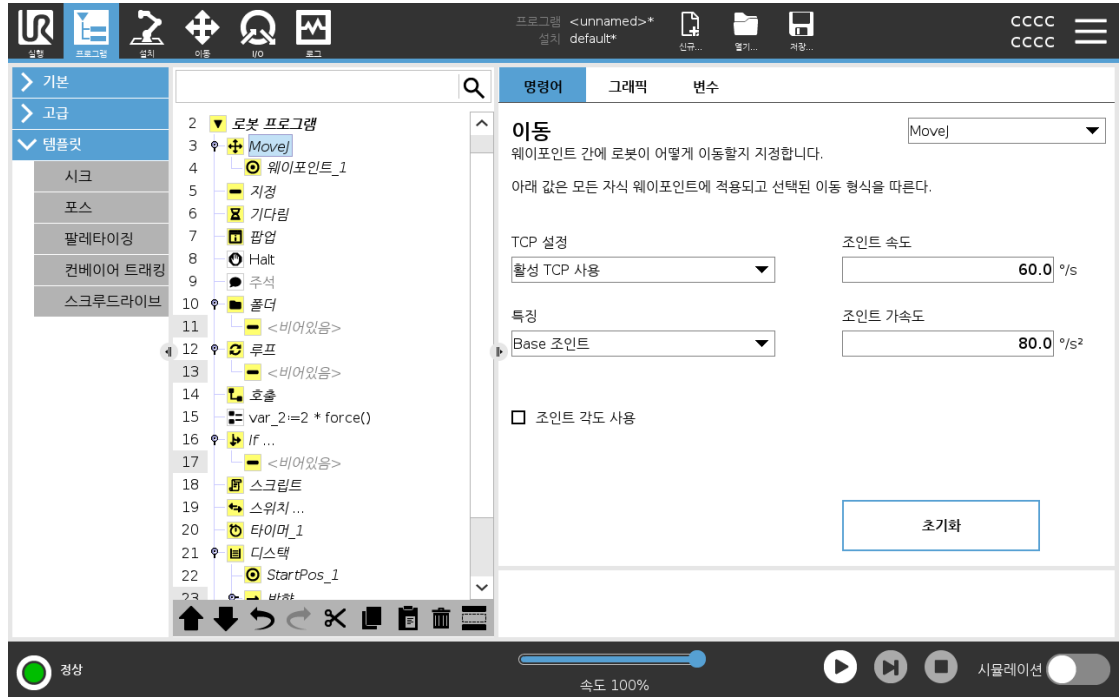 UR
실행
프로그램
설치
이동
I/O
로그
프로그램 <unnamed>*
설치 default*
신규...
열기...
저장...
CCCC
CCCC
기본
고급
템플릿
시크
포스
팔레타이징
컨베이어 트래킹
스크루드라이브
2 로봇 프로그램
3 MoveJ
4 웨이포인트_1
5 지정
6 기다림
7 팝업
8 Halt
9 주석
10 폴더
11 <비어있음>
12 루프
13 <비어있음>
14 호출
15 var_2:=2 * force()
16 If ...
17 <비어있음>
18 스크립트
19 스위치 ...
20 타이머_1
21 디스택
22 StartPos_1
23 방향
명령어 그래픽 변수
이동
MoveJ
웨이포인트 간에 로봇이 어떻게 이동할지 지정합니다.
아래 값은 모든 자식 웨이포인트에 적용되고 선택된 이동 형식을 따른다.
TCP 설정
활성 TCP 사용
조인트 속도
60.0 °/s
특징
Base 조인트
조인트 가속도
80.0 °/s²
조인트 각도 사용
초기화
정상
속도 100%
시뮬레이션